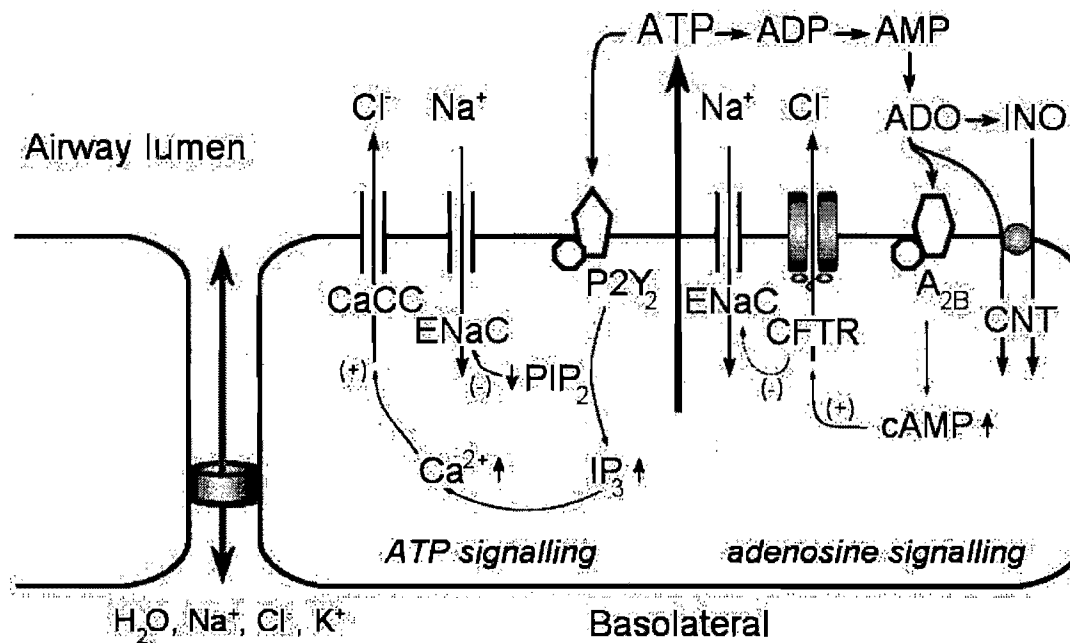 ATP ADP AMP
Cl⁻ Na⁺ Na⁺ Cl⁻ ADO INO
Airway lumen
CaCC ENaC P2Y₂ ENaC CFTR A₂B CNT
(+) (-) PIP₂ (-) (+) cAMP
Ca²⁺ IP₃
ATP signalling adenosine signalling
H₂O, Na⁺, Cl⁻, K⁺ Basolateral